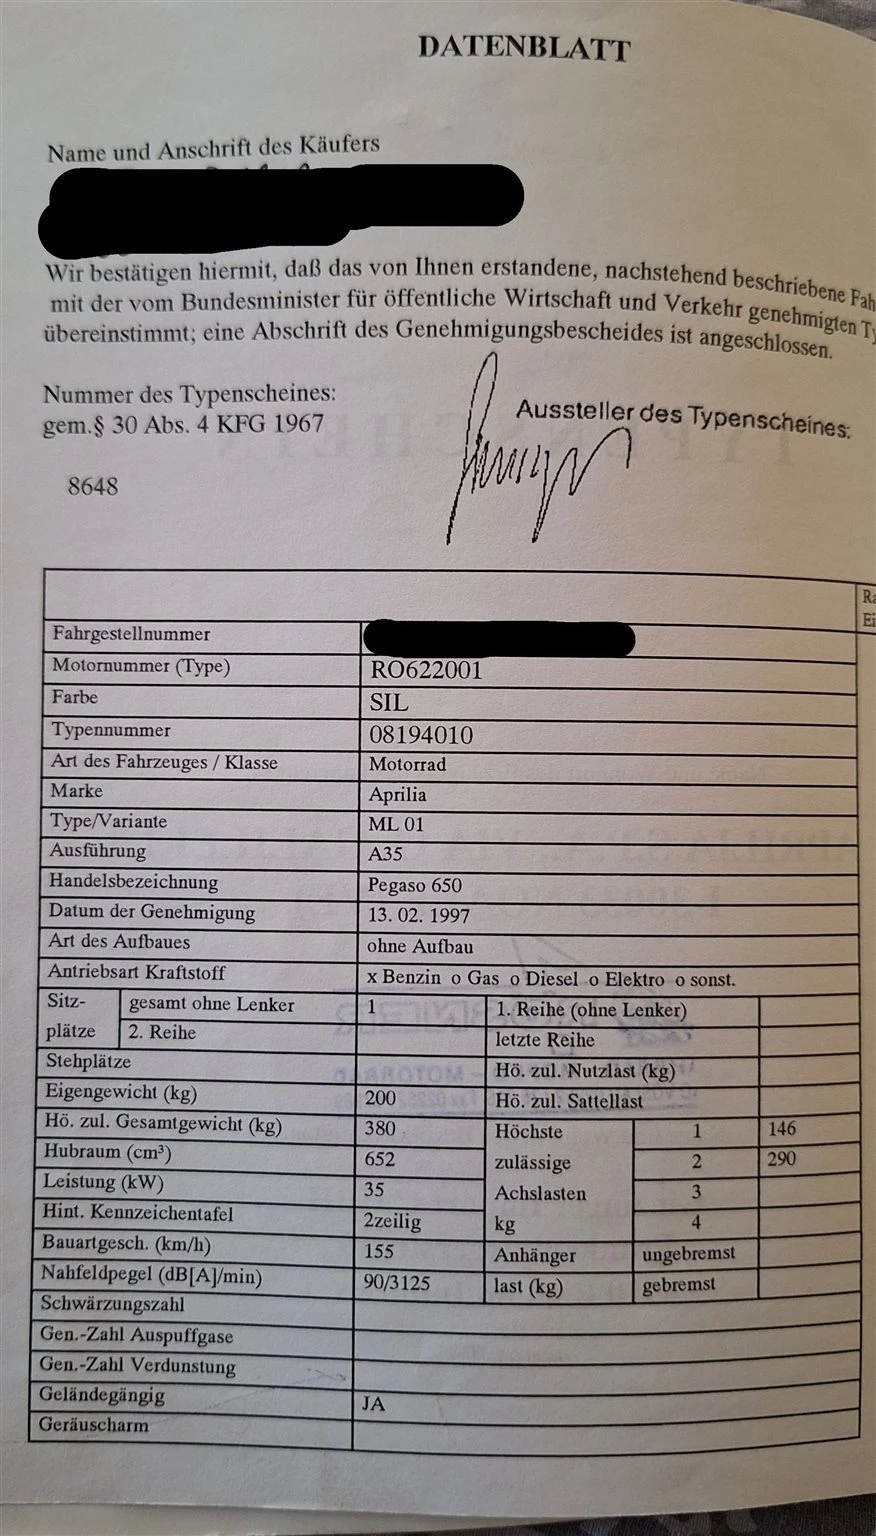 DATENBLATT
Name und Anschrift des Käufers
Wir bestätigen hiermit, daß das von Ihnen erstandene, nachstehend beschriebene Fah
mit der vom Bundesminister für öffentliche Wirtschaft und Verkehr genehmigten Ty
übereinstimmt; eine Abschrift des Genehmigungsbescheides ist angeschlossen.
Nummer des Typenscheines:
gem.§ 30 Abs. 4 KFG 1967
Aussteller des Typenscheines:
8648
Ra
Ei
Fahrgestellnummer
Motornummer (Type) RO622001
Farbe SIL
Typennummer 08194010
Art des Fahrzeuges / Klasse Motorrad
Marke Aprilia
Type/Variante ML 01
Ausführung A35
Handelsbezeichnung Pegaso 650
Datum der Genehmigung 13. 02. 1997
Art des Aufbaues ohne Aufbau
Antriebsart Kraftstoff x Benzin o Gas o Diesel o Elektro o sonst.
Sitz- gesamt ohne Lenker 1 1. Reihe (ohne Lenker)
plätze 2. Reihe letzte Reihe
Stehplätze Hö. zul. Nutzlast (kg)
Eigengewicht (kg) 200 Hö. zul. Sattellast
Hö. zul. Gesamtgewicht (kg) 380 Höchste 1 146
Hubraum (cm³) 652 zulässige 2 290
Leistung (kW) 35 Achslasten 3
Hint. Kennzeichentafel 2zeilig kg 4
Bauartgesch. (km/h) 155 Anhänger ungebremst
Nahfeldpegel (dB[A]/min) 90/3125 last (kg) gebremst
Schwärzungszahl
Gen.-Zahl Auspuffgase
Gen.-Zahl Verdunstung
Geländegängig JA
Geräuscharm